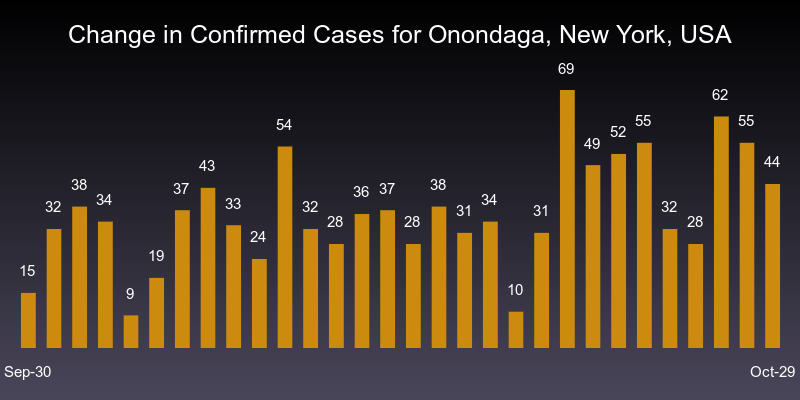 Change in Confirmed Cases for Onondaga, New York, USA
15 32 38 34 9 19 37 43 33 24 54 32 28 36 37 28 38 31 34 10 31 69 49 52 55 32 28 62 55 44
Sep-30 Oct-29